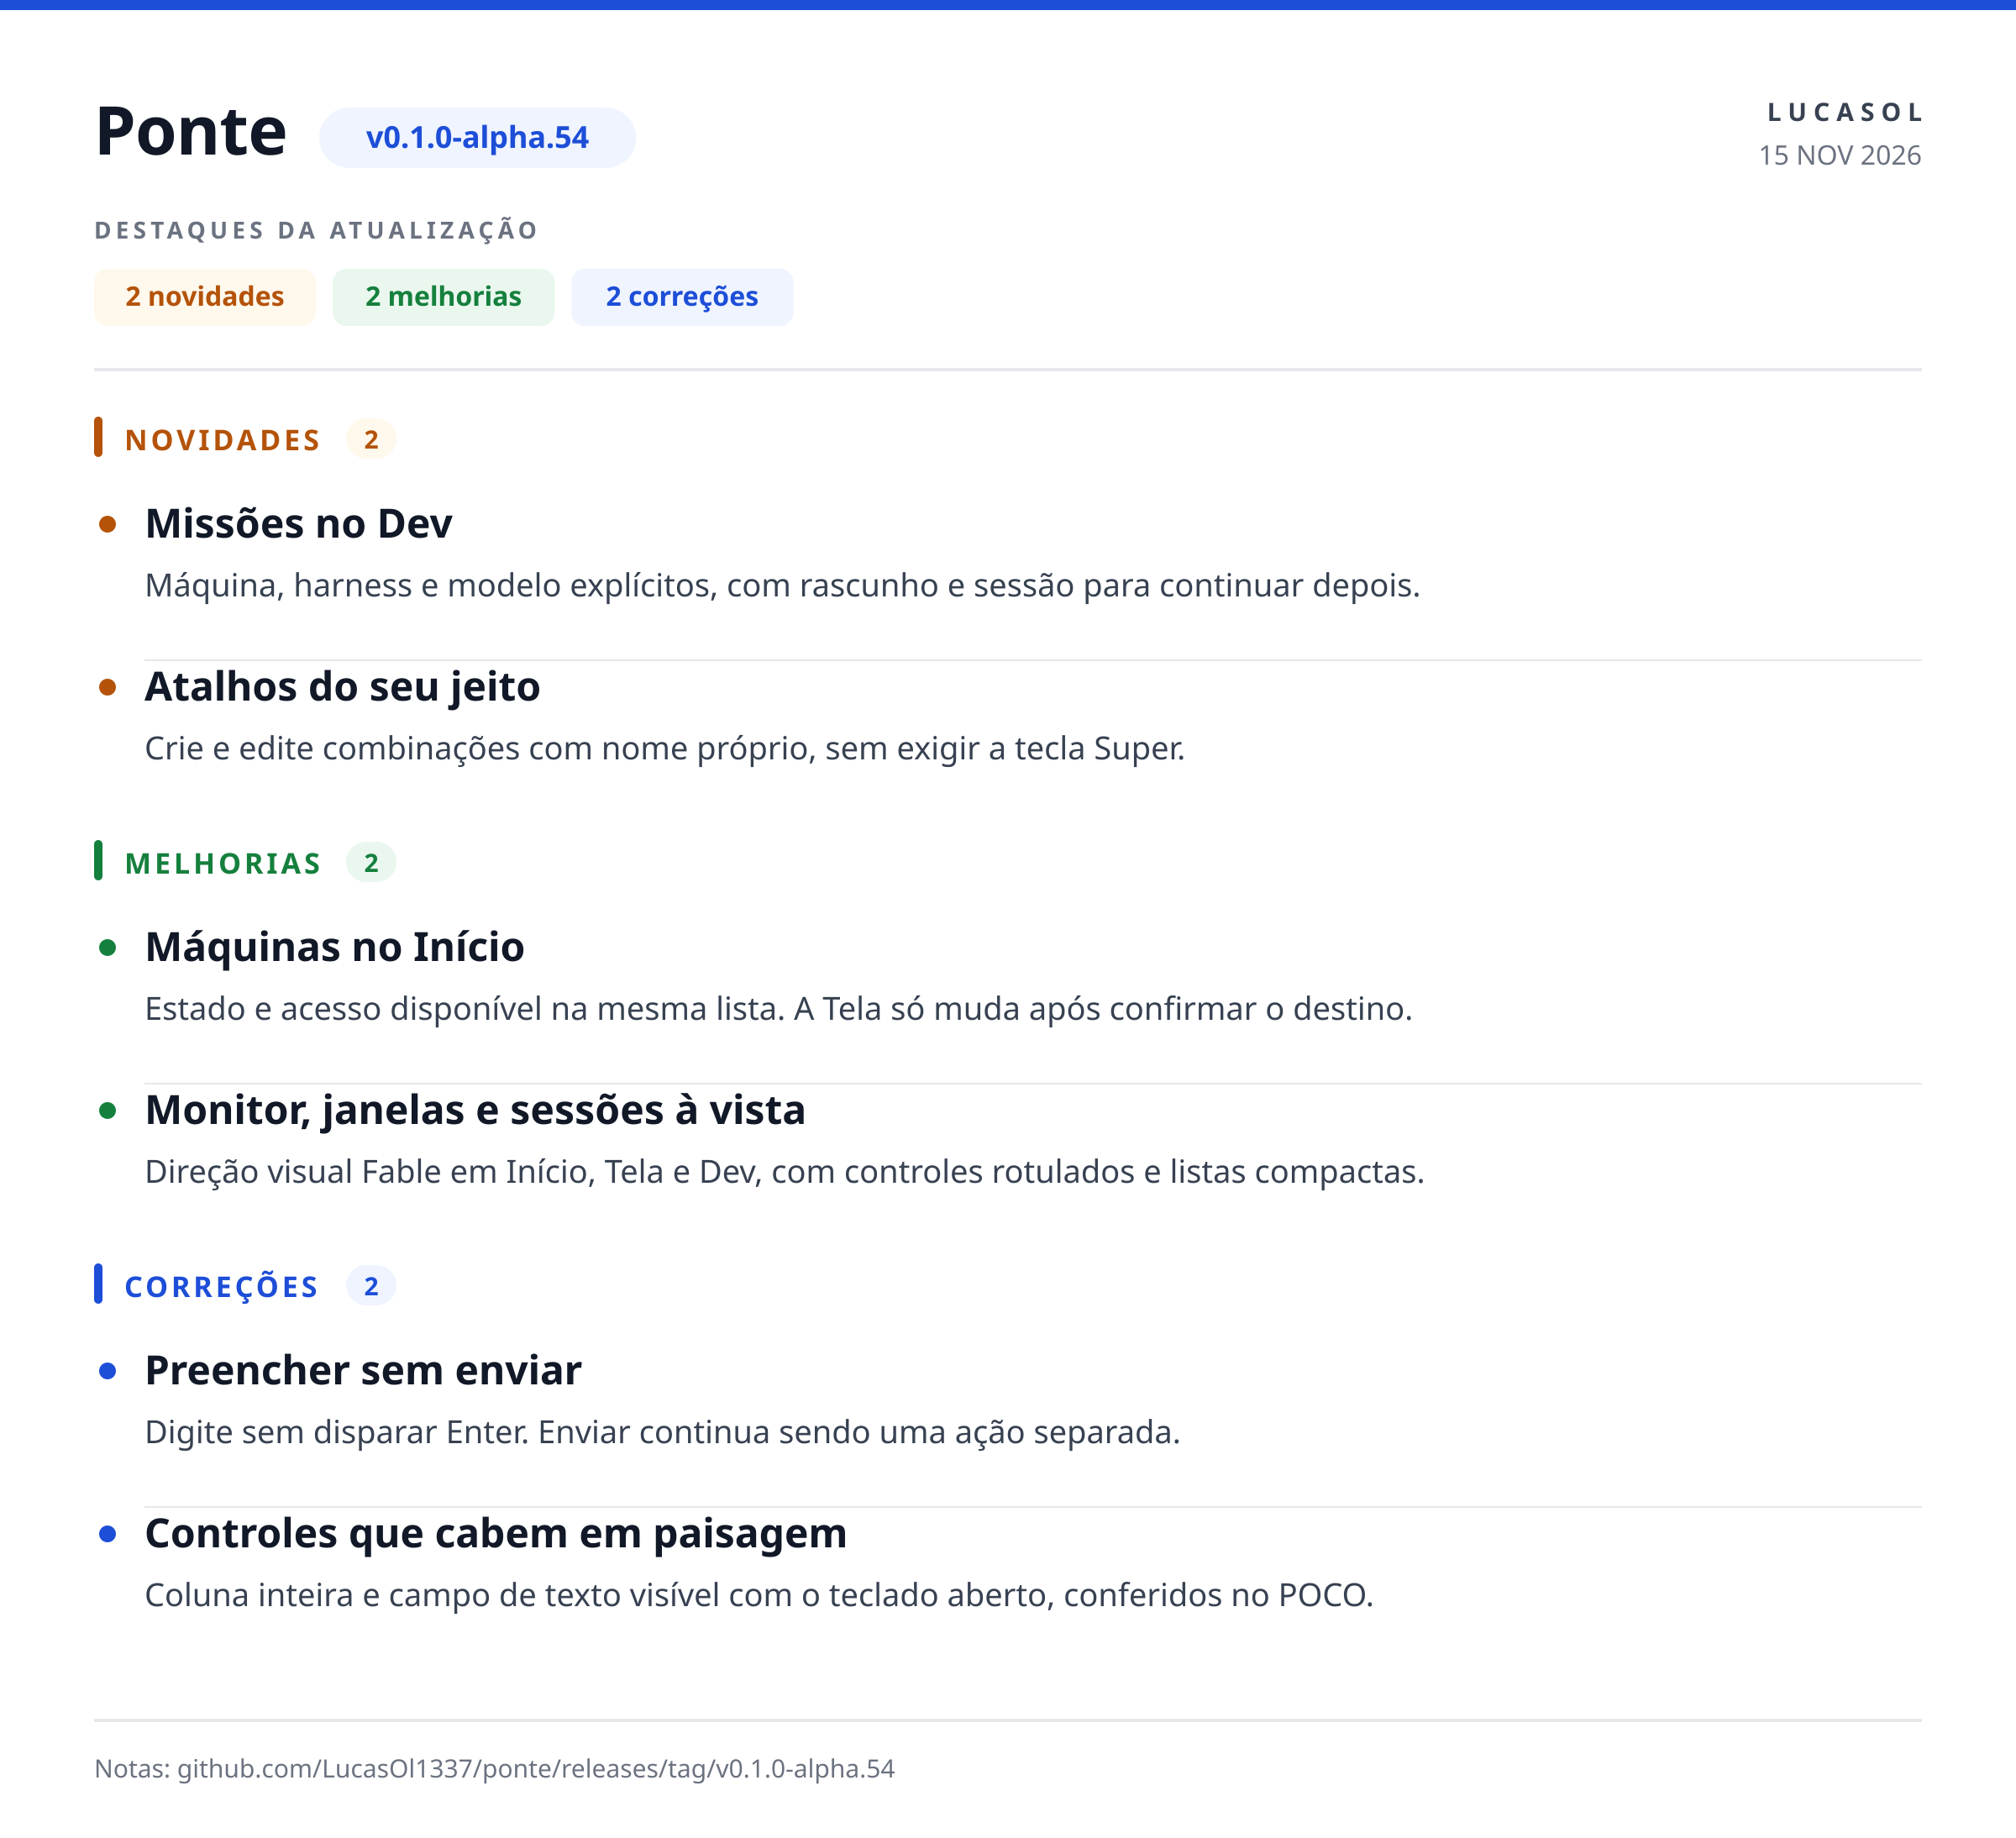 Ponte v0.1.0-alpha.54
LUCASOL
15 NOV 2026
DESTAQUES DA ATUALIZAÇÃO
2 novidades 2 melhorias 2 correções
NOVIDADES 2
Missões no Dev
Máquina, harness e modelo explícitos, com rascunho e sessão para continuar depois.
Atalhos do seu jeito
Crie e edite combinações com nome próprio, sem exigir a tecla Super.
MELHORIAS 2
Máquinas no Início
Estado e acesso disponível na mesma lista. A Tela só muda após confirmar o destino.
Monitor, janelas e sessões à vista
Direção visual Fable em Início, Tela e Dev, com controles rotulados e listas compactas.
CORREÇÕES 2
Preencher sem enviar
Digite sem disparar Enter. Enviar continua sendo uma ação separada.
Controles que cabem em paisagem
Coluna inteira e campo de texto visível com o teclado aberto, conferidos no POCO.
Notas: github.com/LucasOl1337/ponte/releases/tag/v0.1.0-alpha.54